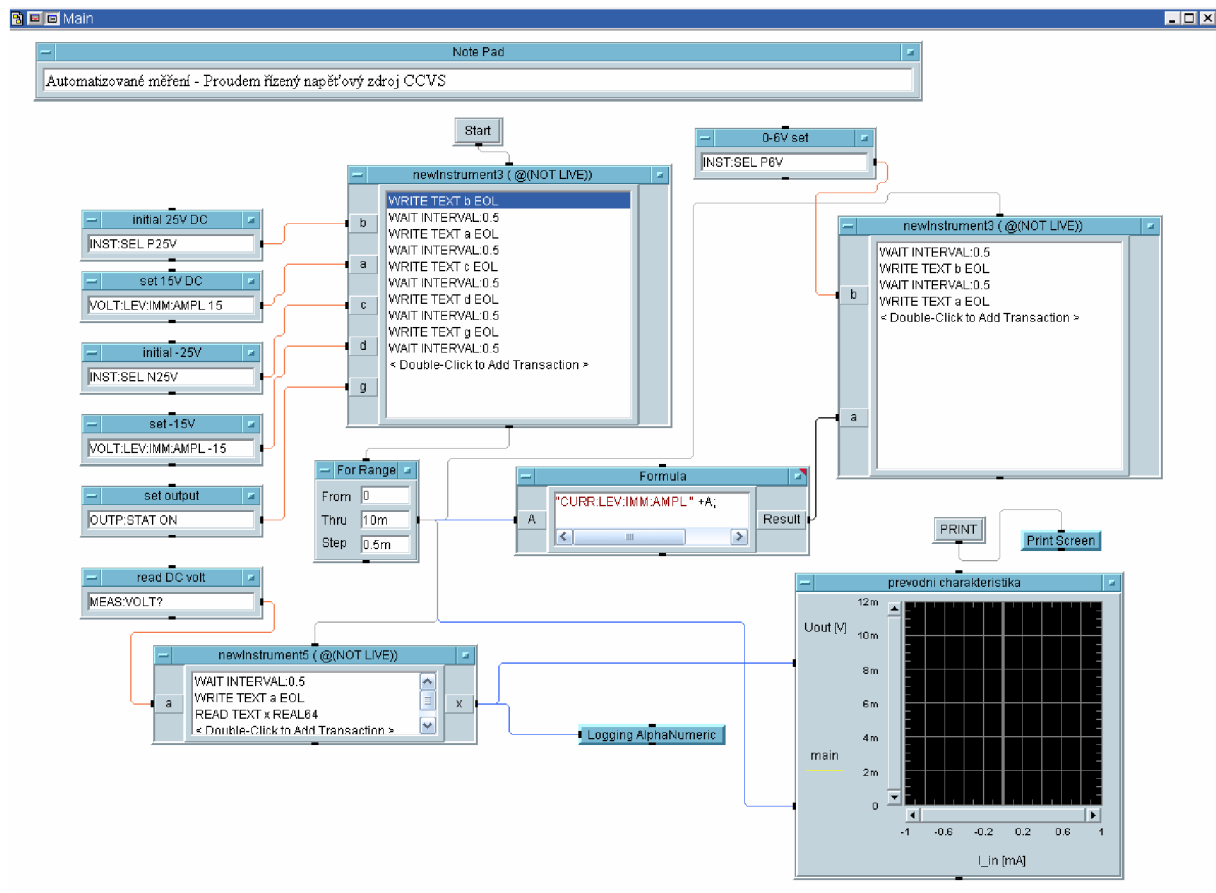 Main
Note Pad
Automatizované měření - Proudem řízený napěťový zdroj CCVS
Start
0-6V set
INST:SEL P6V
newInstrument3 ( @(NOT LIVE))
b
a
c
d
g
WRITE TEXT b EOL
WAIT INTERVAL:0.5
WRITE TEXT a EOL
WAIT INTERVAL:0.5
WRITE TEXT c EOL
WAIT INTERVAL:0.5
WRITE TEXT d EOL
WAIT INTERVAL:0.5
WRITE TEXT g EOL
WAIT INTERVAL:0.5
< Double-Click to Add Transaction >
initial 25V DC
INST:SEL P25V
set 15V DC
VOLT:LEV:IMM:AMPL 15
initial -25V
INST:SEL N25V
set -15V
VOLT:LEV:IMM:AMPL -15
set output
OUTP:STAT ON
read DC volt
MEAS:VOLT?
newInstrument3 ( @(NOT LIVE))
b
a
WAIT INTERVAL:0.5
WRITE TEXT b EOL
WAIT INTERVAL:0.5
WRITE TEXT a EOL
< Double-Click to Add Transaction >
For Range
From 0
Thru 10m
Step 0.5m
Formula
A
"CURR:LEV:IMM:AMPL " +A;
Result
PRINT
Print Screen
newInstrument5 ( @(NOT LIVE))
a
WAIT INTERVAL:0.5
WRITE TEXT a EOL
READ TEXT x REAL64
< Double-Click to Add Transaction >
x
Logging AlphaNumeric
prevodni charakteristika
Uout [V]
main
12m
10m
8m
6m
4m
2m
0
-1 -0.6 -0.2 0.2 0.6 1
I_in [mA]